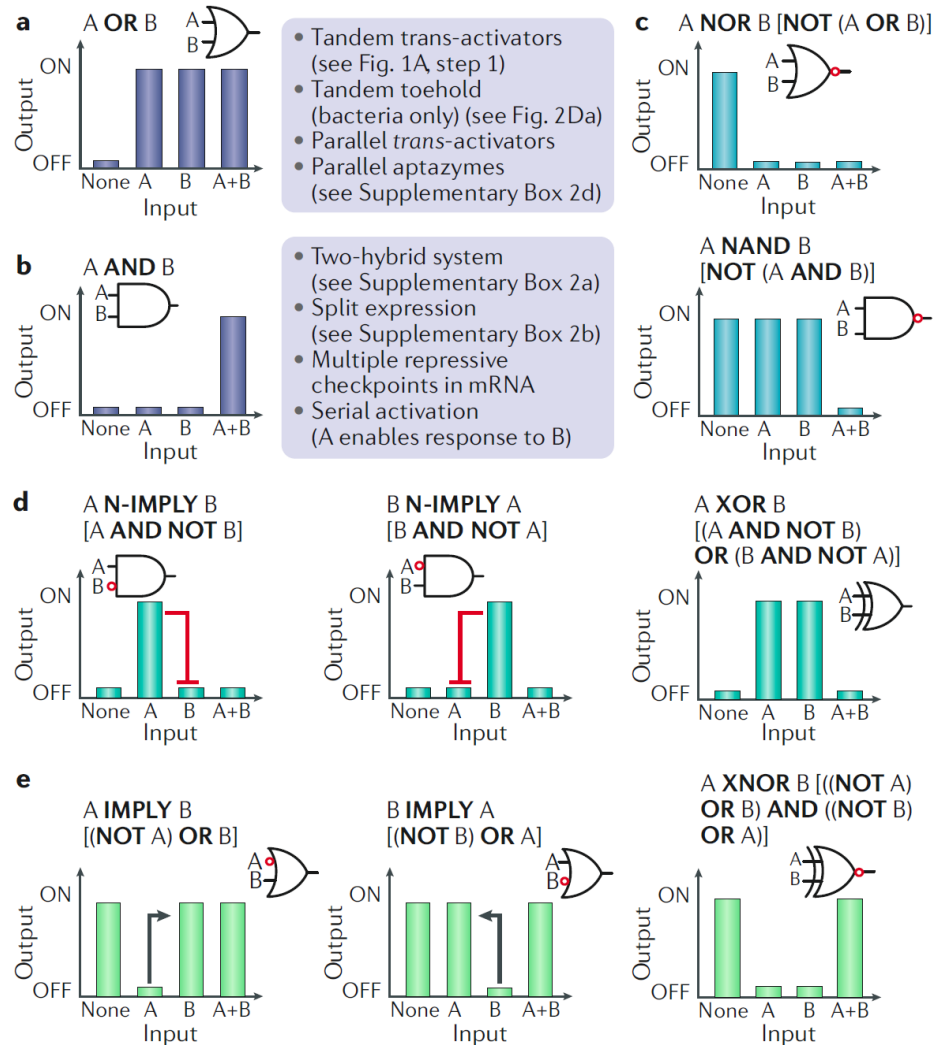 a
A OR B
A
B
ON
OFF
Output
None A B A+B
Input
• Tandem trans-activators
(see Fig. 1A, step 1)
• Tandem toehold
(bacteria only) (see Fig. 2Da)
• Parallel trans-activators
• Parallel aptazymes
(see Supplementary Box 2d)
c
A NOR B [NOT (A OR B)]
A
B
ON
OFF
Output
None A B A+B
Input
b
A AND B
A
B
ON
OFF
Output
None A B A+B
Input
• Two-hybrid system
(see Supplementary Box 2a)
• Split expression
(see Supplementary Box 2b)
• Multiple repressive
checkpoints in mRNA
• Serial activation
(A enables response to B)
A NAND B
[NOT (A AND B)]
A
B
ON
OFF
Output
None A B A+B
Input
d
A N-IMPLY B
[A AND NOT B]
A
B
ON
OFF
Output
None A B A+B
Input
B N-IMPLY A
[B AND NOT A]
A
B
ON
OFF
Output
None A B A+B
Input
A XOR B
[(A AND NOT B)
OR (B AND NOT A)]
A
B
ON
OFF
Output
None A B A+B
Input
e
A IMPLY B
[(NOT A) OR B]
A
B
ON
OFF
Output
None A B A+B
Input
B IMPLY A
[(NOT B) OR A]
A
B
ON
OFF
Output
None A B A+B
Input
A XNOR B [((NOT A)
OR B) AND ((NOT B)
OR A)]
A
B
ON
OFF
Output
None A B A+B
Input